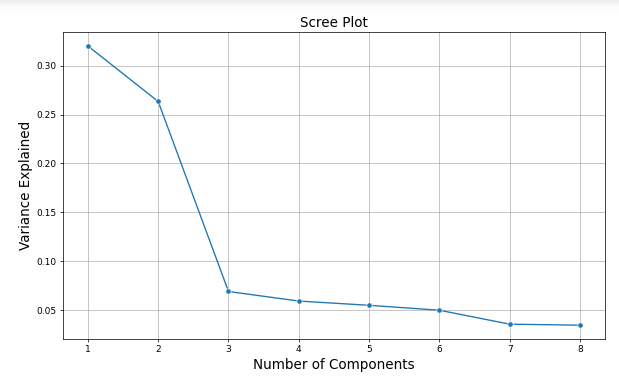 Scree Plot
Variance Explained
0.30
0.25
0.20
0.15
0.10
0.05
1 2 3 4 5 6 7 8
Number of Components